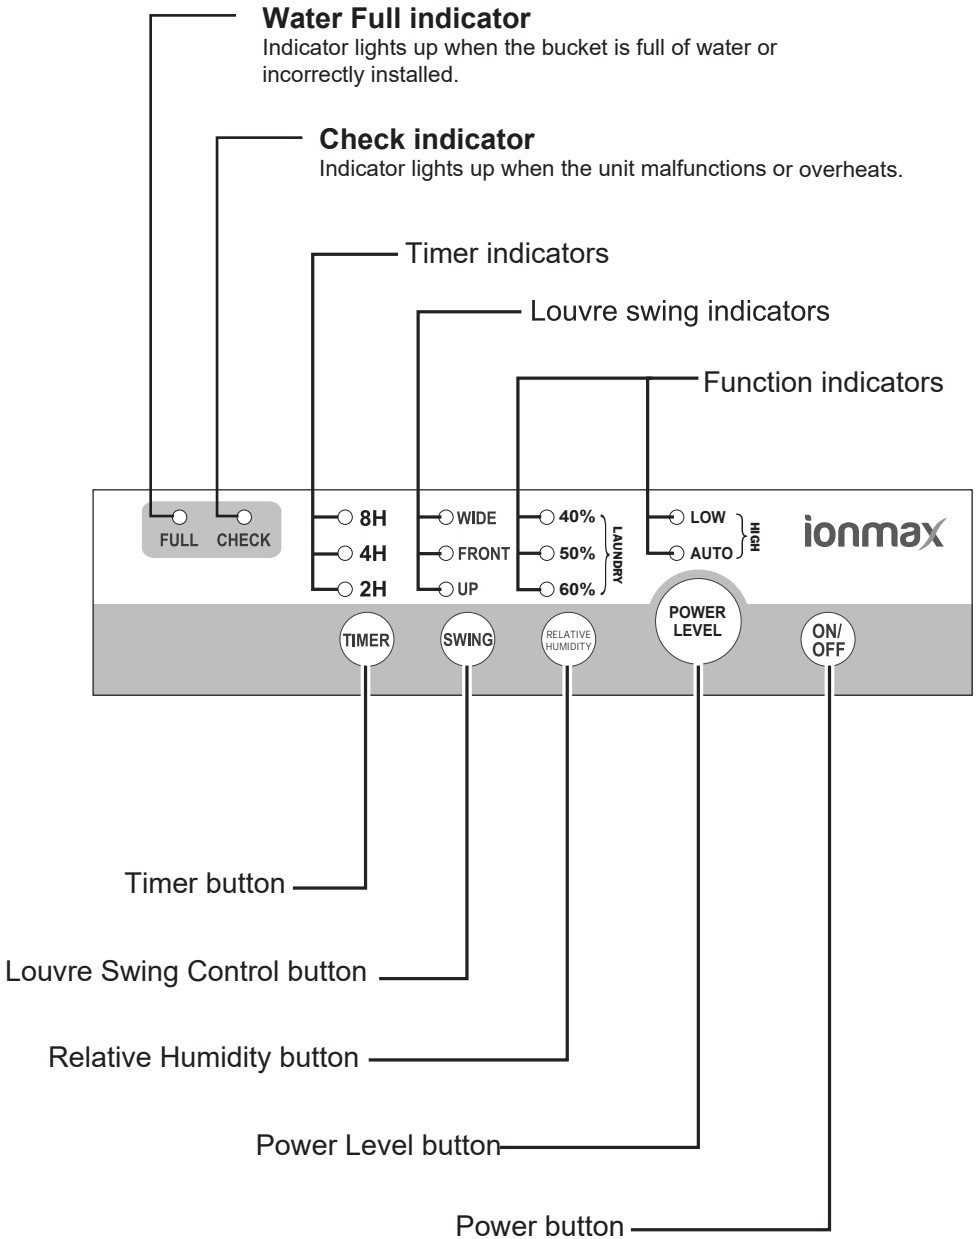 Water Full indicator
Indicator lights up when the bucket is full of water or
incorrectly installed.
Check indicator
Indicator lights up when the unit malfunctions or overheats.
Timer indicators
Louvre swing indicators
Function indicators
FULL CHECK
8H
4H
2H
WIDE
FRONT
UP
40%
50%
60%
LAUNDRY
LOW
AUTO
HIGH
ionmax
TIMER
SWING
RELATIVE
HUMIDITY
POWER
LEVEL
ON/
OFF
Timer button
Louvre Swing Control button
Relative Humidity button
Power Level button
Power button